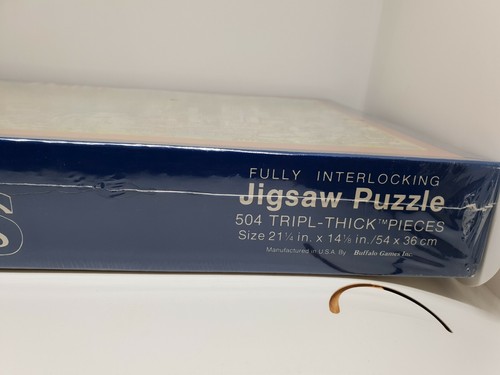 FULLY INTERLOCKING
Jigsaw Puzzle
504 TRIPL-THICK™PIECES
Size 21¼ in. x 14⅛ in./54 x 36 cm
Manufactured in U.S.A. By Buffalo Games Inc.
S